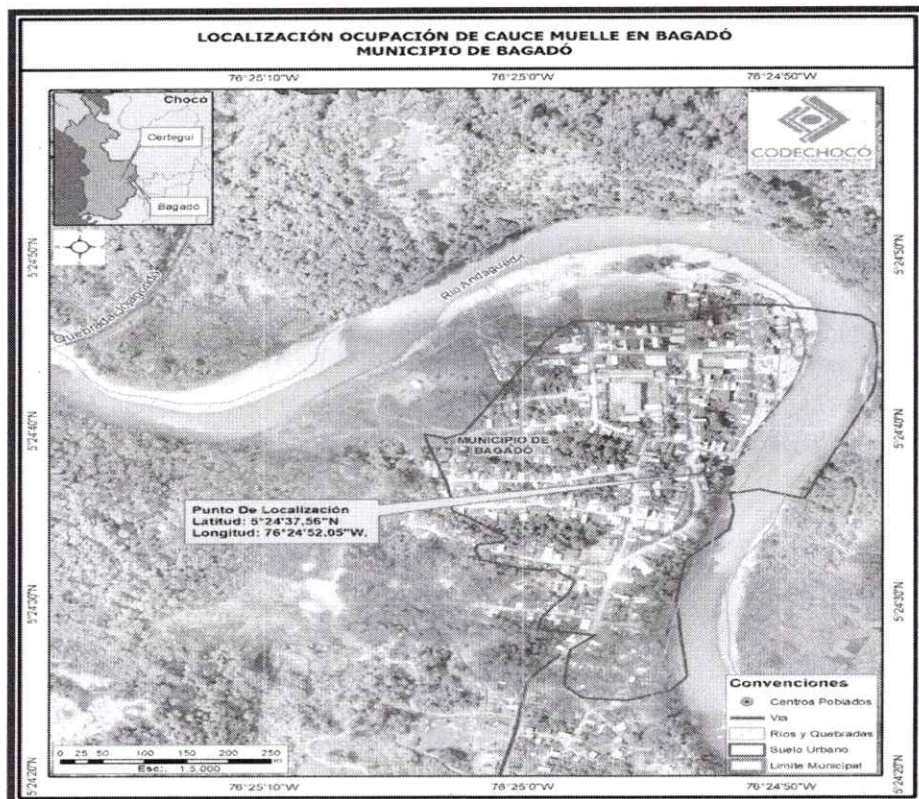 LOCALIZACIÓN OCUPACIÓN DE CAUCE MUELLE EN BAGADÓ
MUNICIPIO DE BAGADÓ
76°25'10"W
76°25'0"W
76°24'50"W
Chocó
Certegui
Bagadó
CODECHOCÓ
5°24'50"N
5°24'50"N
Quebrada
Río Andagueda
5°24'40"N
5°24'40"N
MUNICIPIO DE
BAGADÓ
Punto De Localización
Latitud: 5°24'37,56"N
Longitud: 76°24'52,05"W.
5°24'30"N
5°24'30"N
Convenciones
Centros Poblados
Via
Rios y Quebradas
Suelo Urbano
Limite Municipal
0 25 50 100 150 200 250
m
Esc: 1:5.000
5°24'20"N
5°24'20"N
76°25'10"W
76°25'0"W
76°24'50"W